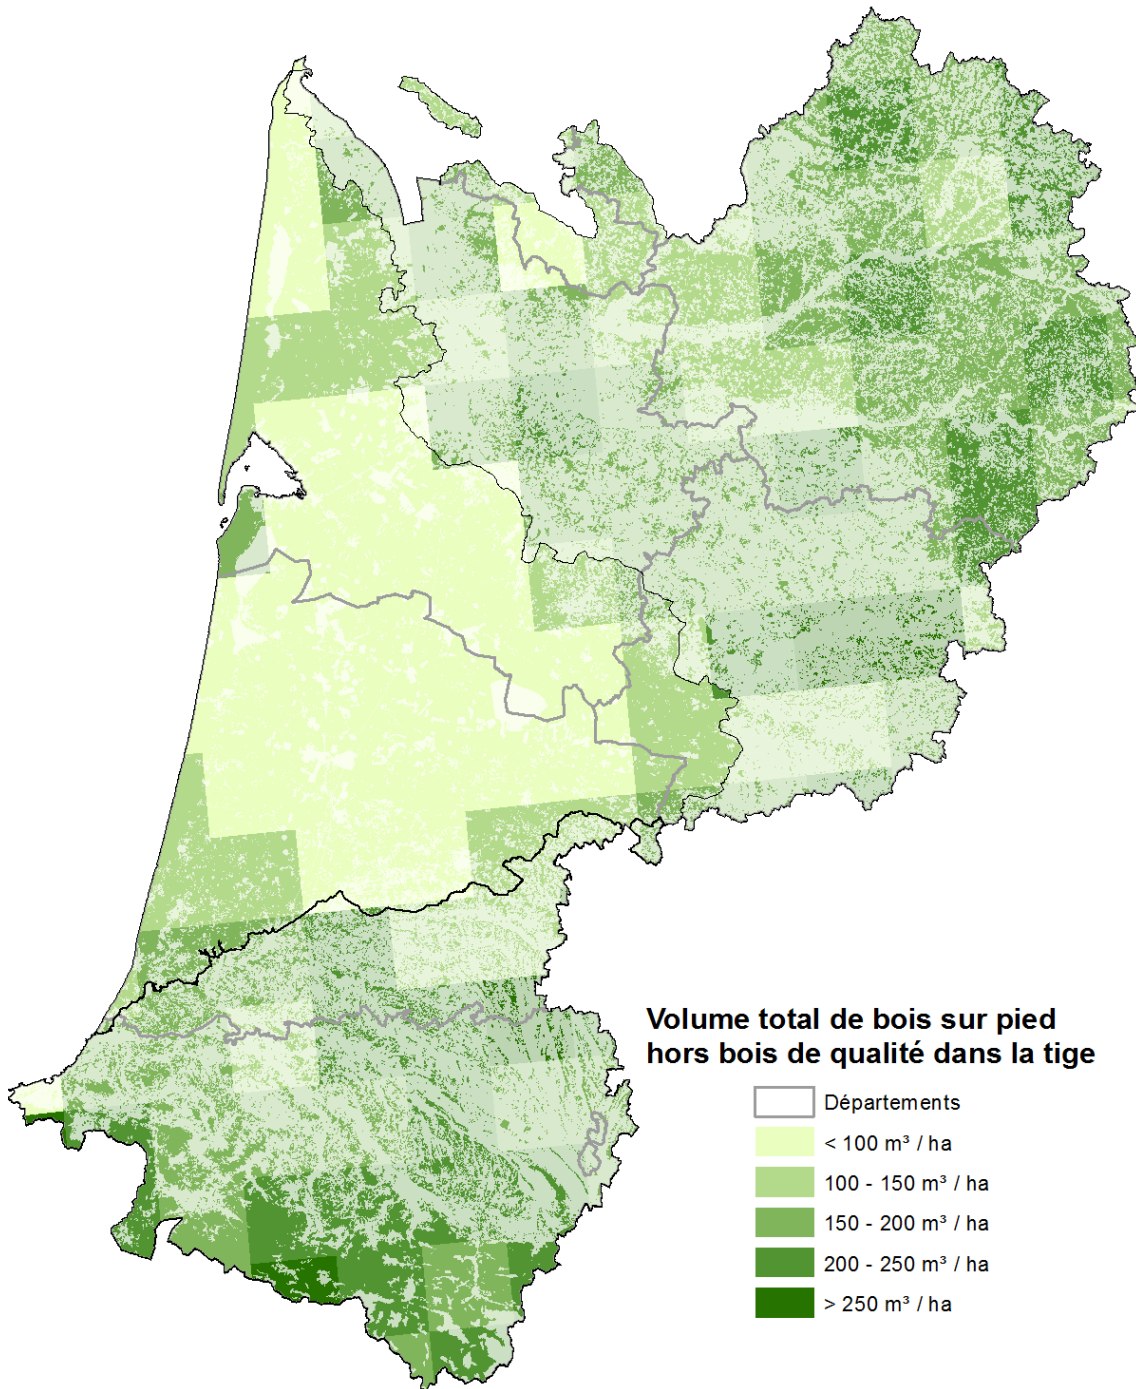 Volume total de bois sur pied
hors bois de qualité dans la tige
Départements
< 100 m³ / ha
100 - 150 m³ / ha
150 - 200 m³ / ha
200 - 250 m³ / ha
> 250 m³ / ha